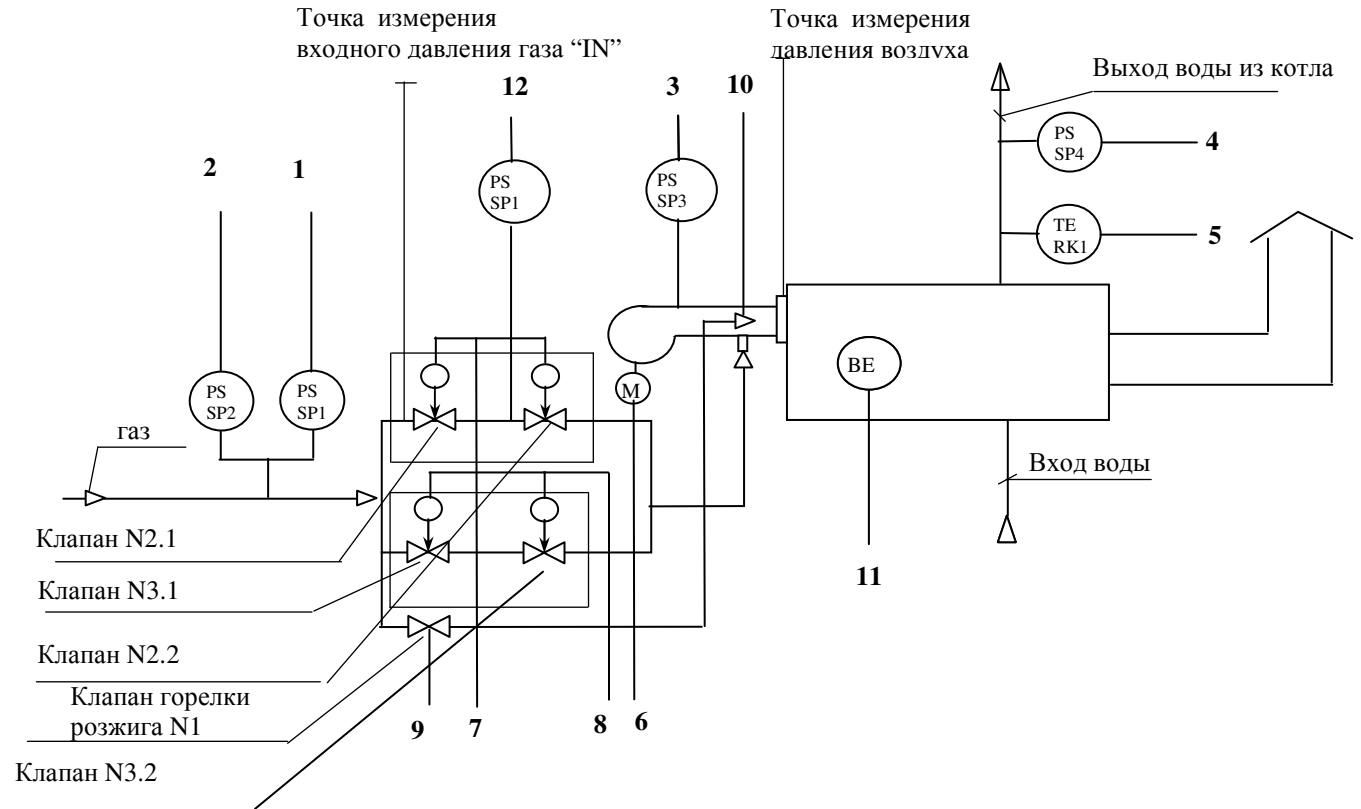 Точка измерения
входного давления газа “IN”
Точка измерения
давления воздуха
Выход воды из котла
12
3
10
PS
SP4
4
2
1
PS
SP1
PS
SP3
TE
RK1
5
PS
SP2
PS
SP1
M
BE
газ
Вход воды
Клапан N2.1
11
Клапан N3.1
Клапан N2.2
Клапан горелки
розжига N1
9
7
8
6
Клапан N3.2